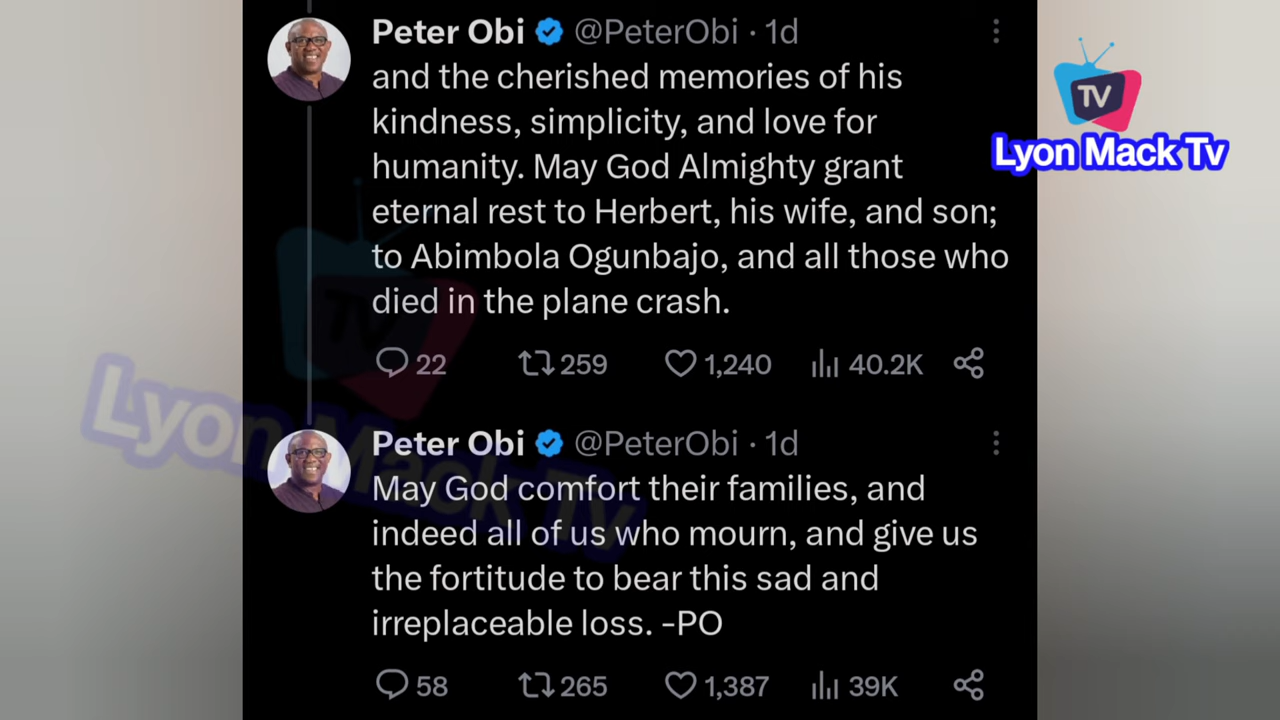 Peter Obi @PeterObi · 1d
and the cherished memories of his
kindness, simplicity, and love for
humanity. May God Almighty grant
eternal rest to Herbert, his wife, and son;
to Abimbola Ogunbajo, and all those who
died in the plane crash.
22 259 1,240 40.2K
Peter Obi @PeterObi · 1d
May God comfort their families, and
indeed all of us who mourn, and give us
the fortitude to bear this sad and
irreplaceable loss. -PO
58 265 1,387 39K
TV
Lyon Mack Tv
TV
Lyon Mack Tv